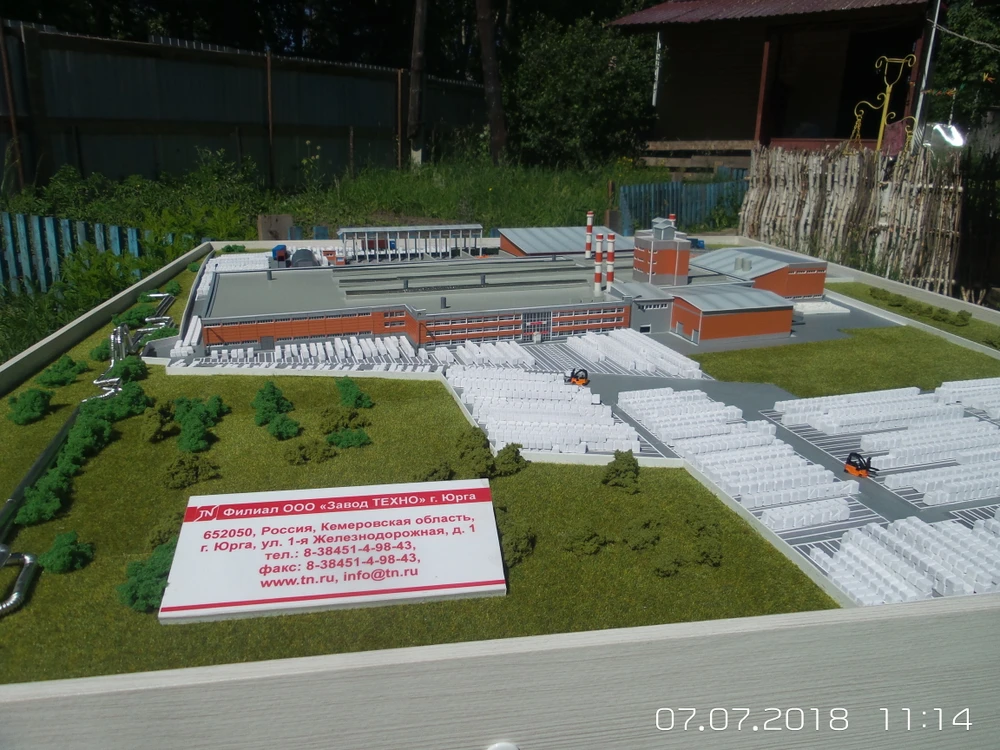 TN Филиал ООО «Завод ТЕХНО» г. Юрга
652050, Россия, Кемеровская область,
г. Юрга, ул. 1-я Железнодорожная, д. 1
тел.: 8-38451-4-98-43,
факс: 8-38451-4-98-43,
www.tn.ru, info@tn.ru
07.07.2018 11:14